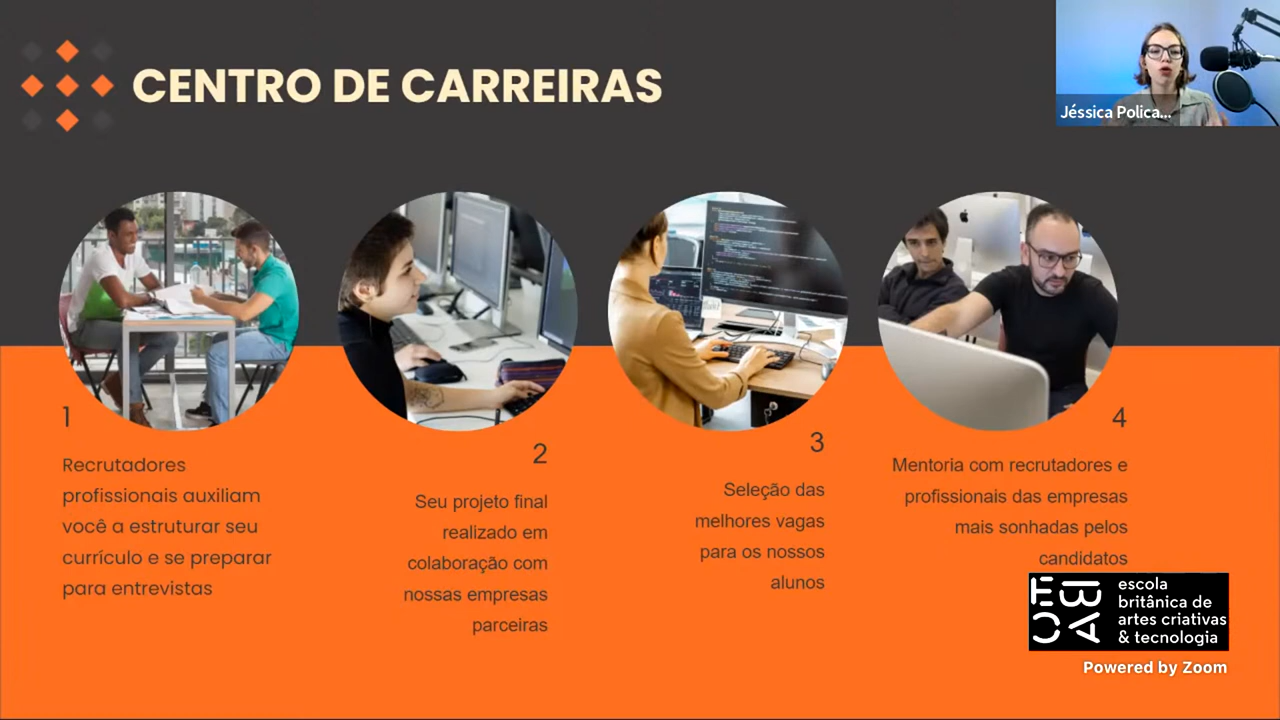 CENTRO DE CARREIRAS
Jéssica Polica...
1
Recrutadores
profissionais auxiliam
você a estruturar seu
currículo e se preparar
para entrevistas
2
Seu projeto final
realizado em
colaboração com
nossas empresas
parceiras
3
Seleção das
melhores vagas
para os nossos
alunos
4
Mentoria com recrutadores e
profissionais das empresas
mais sonhadas pelos
candidatos
EBAC
escola
britânica de
artes criativas
& tecnologia
Powered by Zoom